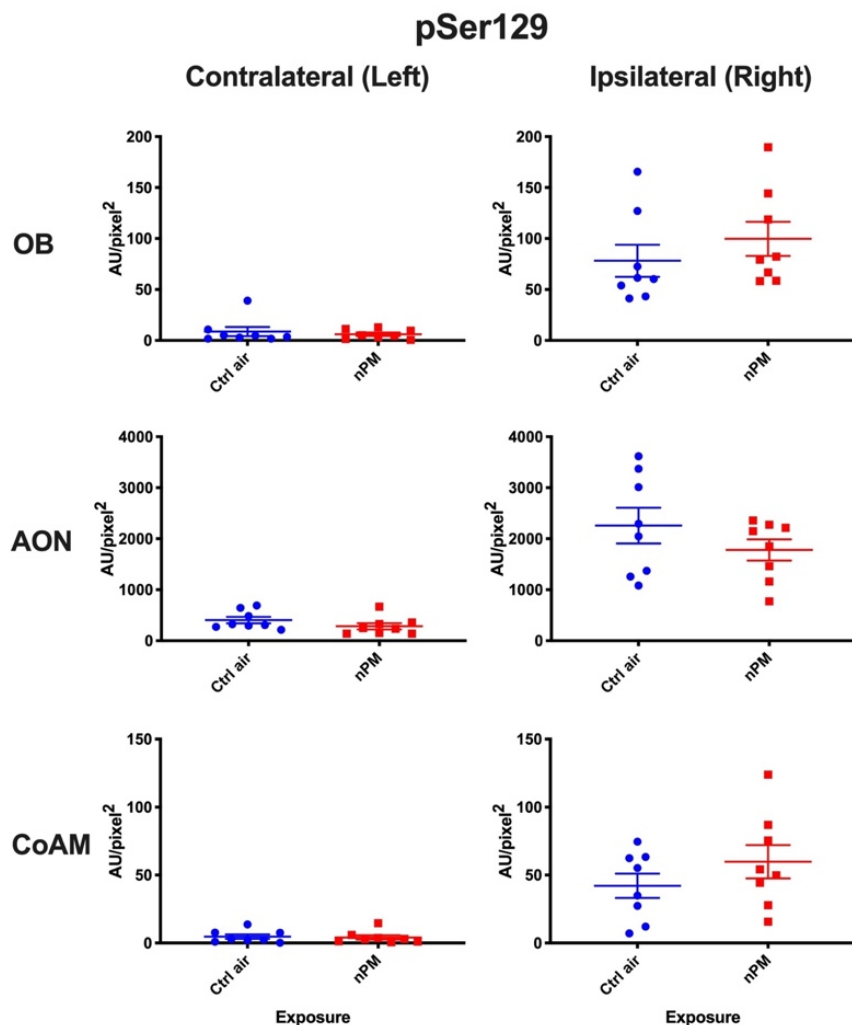 pSer129
Contralateral (Left)
Ipsilateral (Right)
OB
AU/pixel²
200
150
100
50
0
Ctrl air
nPM
AU/pixel²
200
150
100
50
0
Ctrl air
nPM
AON
AU/pixel²
4000
3000
2000
1000
0
Ctrl air
nPM
AU/pixel²
4000
3000
2000
1000
0
Ctrl air
nPM
CoAM
AU/pixel²
150
100
50
0
Ctrl air
nPM
Exposure
AU/pixel²
150
100
50
0
Ctrl air
nPM
Exposure